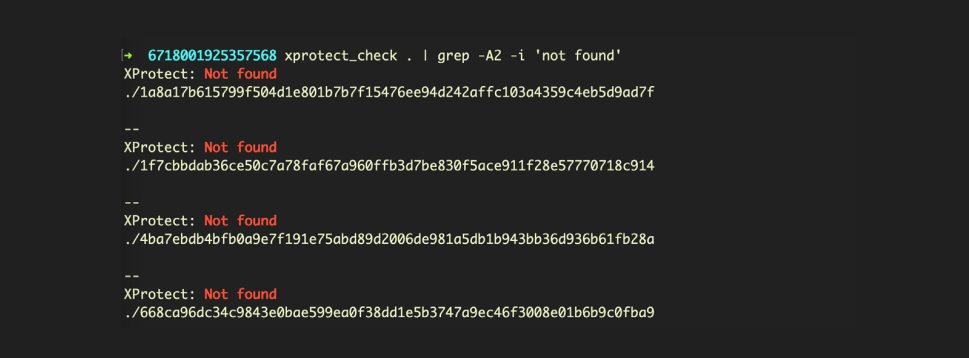 ➜ 6718001925357568 xprotect_check . | grep -A2 -i 'not found'
XProtect: Not found
./1a8a17b615799f504d1e801b7b7f15476ee94d242affc103a4359c4eb5d9ad7f
--
XProtect: Not found
./1f7cbbdab36ce50c7a78faf67a960ffb3d7be830f5ace911f28e57770718c914
--
XProtect: Not found
./4ba7ebdb4bfb0a9e7f191e75abd89d2006de981a5db1b943bb36d936b61fb28a
--
XProtect: Not found
./668ca96dc34c9843e0bae599ea0f38dd1e5b3747a9ec46f3008e01b6b9c0fba9